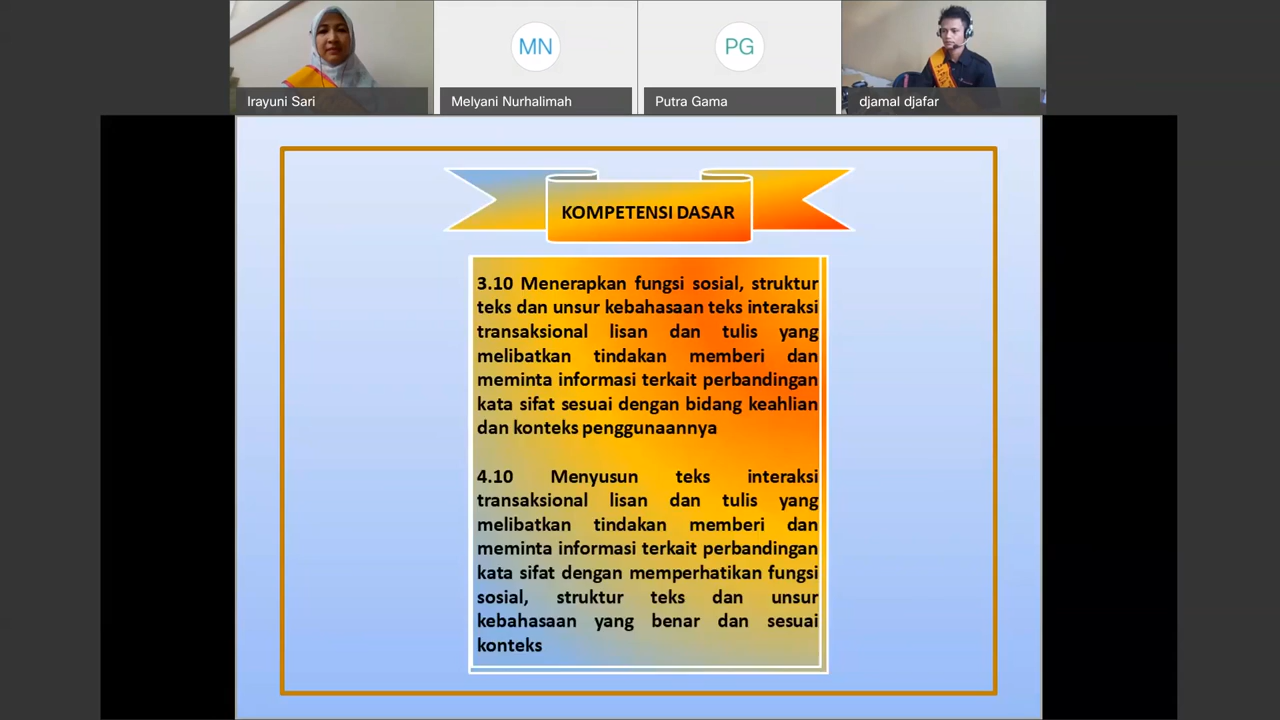 MN
PG
Irayuni Sari
Melyani Nurhalimah
Putra Gama
djamal djafar
KOMPETENSI DASAR
3.10 Menerapkan fungsi sosial, struktur
teks dan unsur kebahasaan teks interaksi
transaksional lisan dan tulis yang
melibatkan tindakan memberi dan
meminta informasi terkait perbandingan
kata sifat sesuai dengan bidang keahlian
dan konteks penggunaannya
4.10 Menyusun teks interaksi
transaksional lisan dan tulis yang
melibatkan tindakan memberi dan
meminta informasi terkait perbandingan
kata sifat dengan memperhatikan fungsi
sosial, struktur teks dan unsur
kebahasaan yang benar dan sesuai
konteks